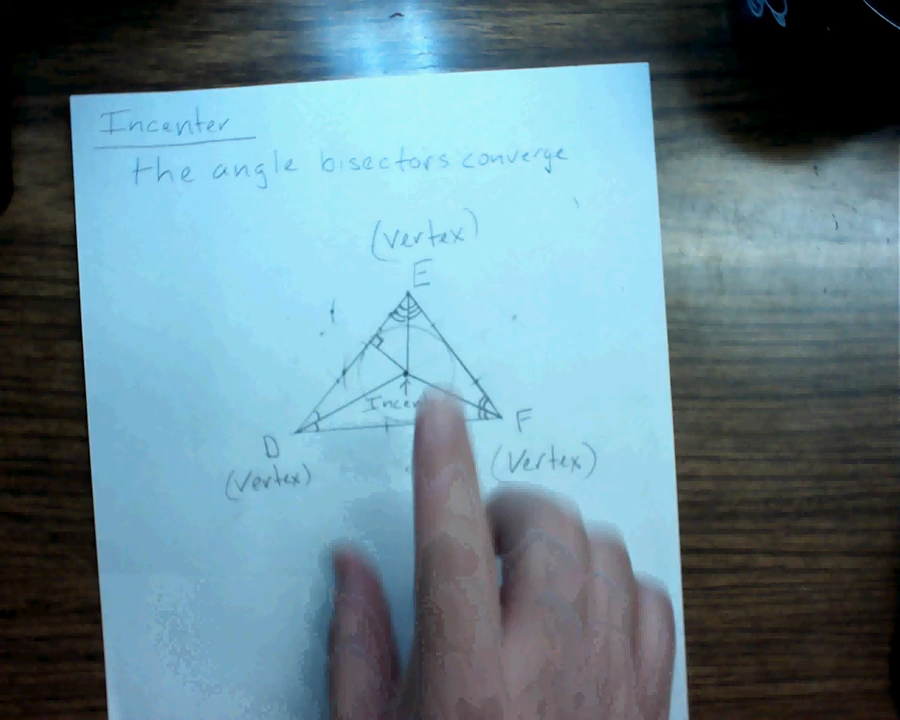 Incenter
the angle bisectors converge
(vertex)
E
D
F
(vertex)
(vertex)